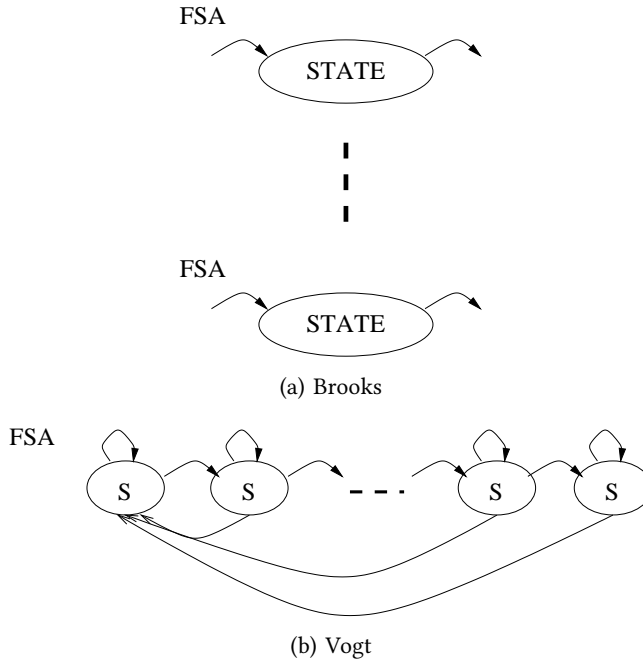 FSA
STATE
FSA
STATE
(a) Brooks
FSA
S S S S
(b) Vogt